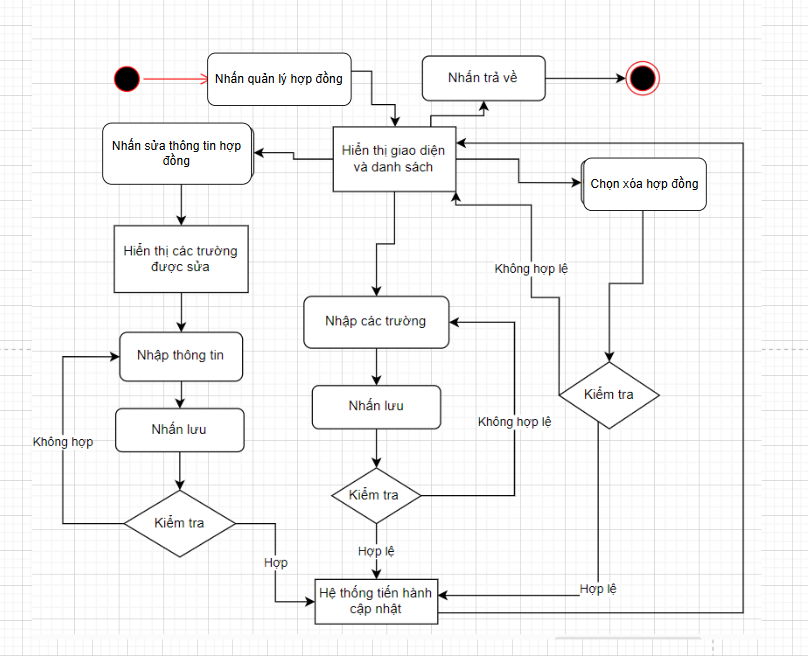 Nhấn quản lý hợp đồng
Nhấn trả về
Nhấn sửa thông tin hợp
đồng
Hiển thị giao diện
và danh sách
Chọn xóa hợp đồng
Hiển thị các trường
được sửa
Không hợp lệ
Nhập các trường
Nhập thông tin
Kiểm tra
Nhấn lưu
Nhấn lưu
Không hợp lệ
Không hợp
Kiểm tra
Kiểm tra
Hợp lệ
Hợp
Hợp lệ
Hệ thống tiến hành
cập nhật